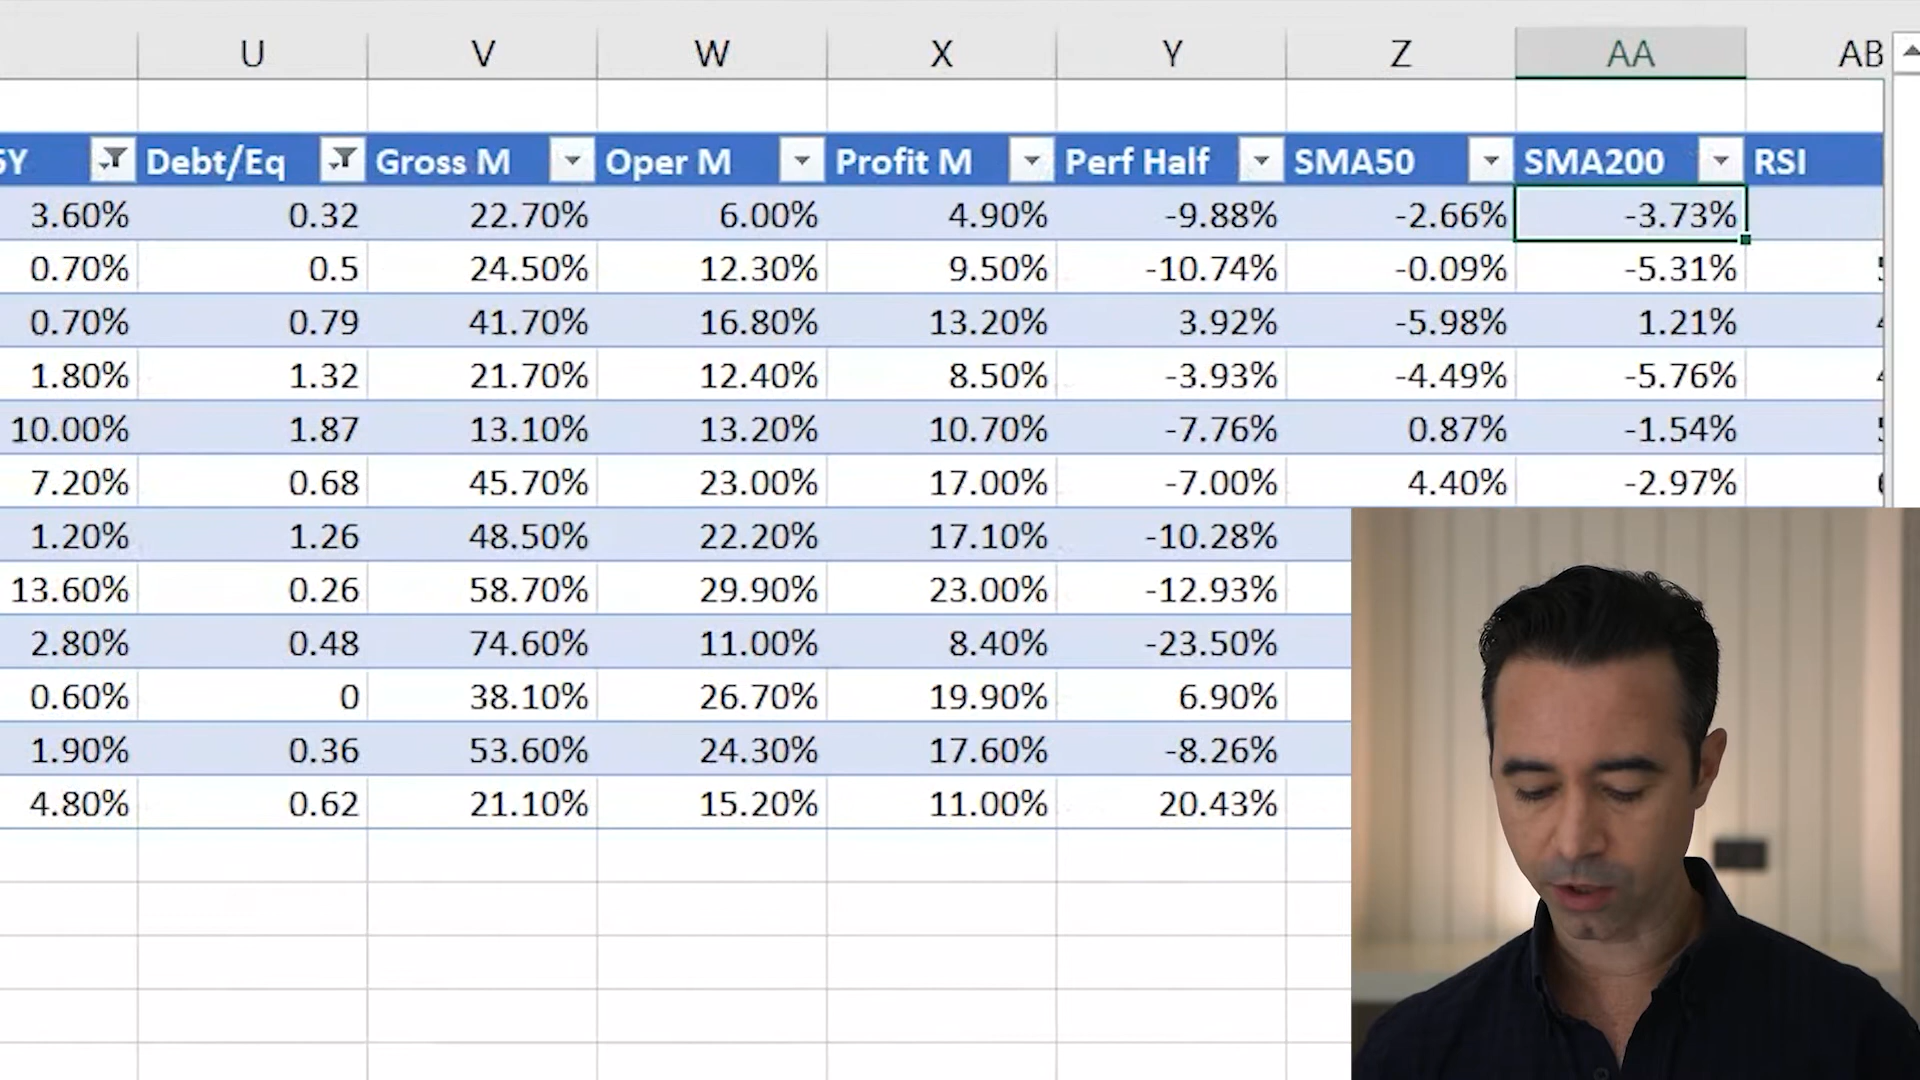 U V W X Y Z AA AB
5Y Debt/Eq Gross M Oper M Profit M Perf Half SMA50 SMA200 RSI
3.60% 0.32 22.70% 6.00% 4.90% -9.88% -2.66% -3.73%
0.70% 0.5 24.50% 12.30% 9.50% -10.74% -0.09% -5.31%
0.70% 0.79 41.70% 16.80% 13.20% 3.92% -5.98% 1.21%
1.80% 1.32 21.70% 12.40% 8.50% -3.93% -4.49% -5.76%
10.00% 1.87 13.10% 13.20% 10.70% -7.76% 0.87% -1.54%
7.20% 0.68 45.70% 23.00% 17.00% -7.00% 4.40% -2.97%
1.20% 1.26 48.50% 22.20% 17.10% -10.28%
13.60% 0.26 58.70% 29.90% 23.00% -12.93%
2.80% 0.48 74.60% 11.00% 8.40% -23.50%
0.60% 0 38.10% 26.70% 19.90% 6.90%
1.90% 0.36 53.60% 24.30% 17.60% -8.26%
4.80% 0.62 21.10% 15.20% 11.00% 20.43%